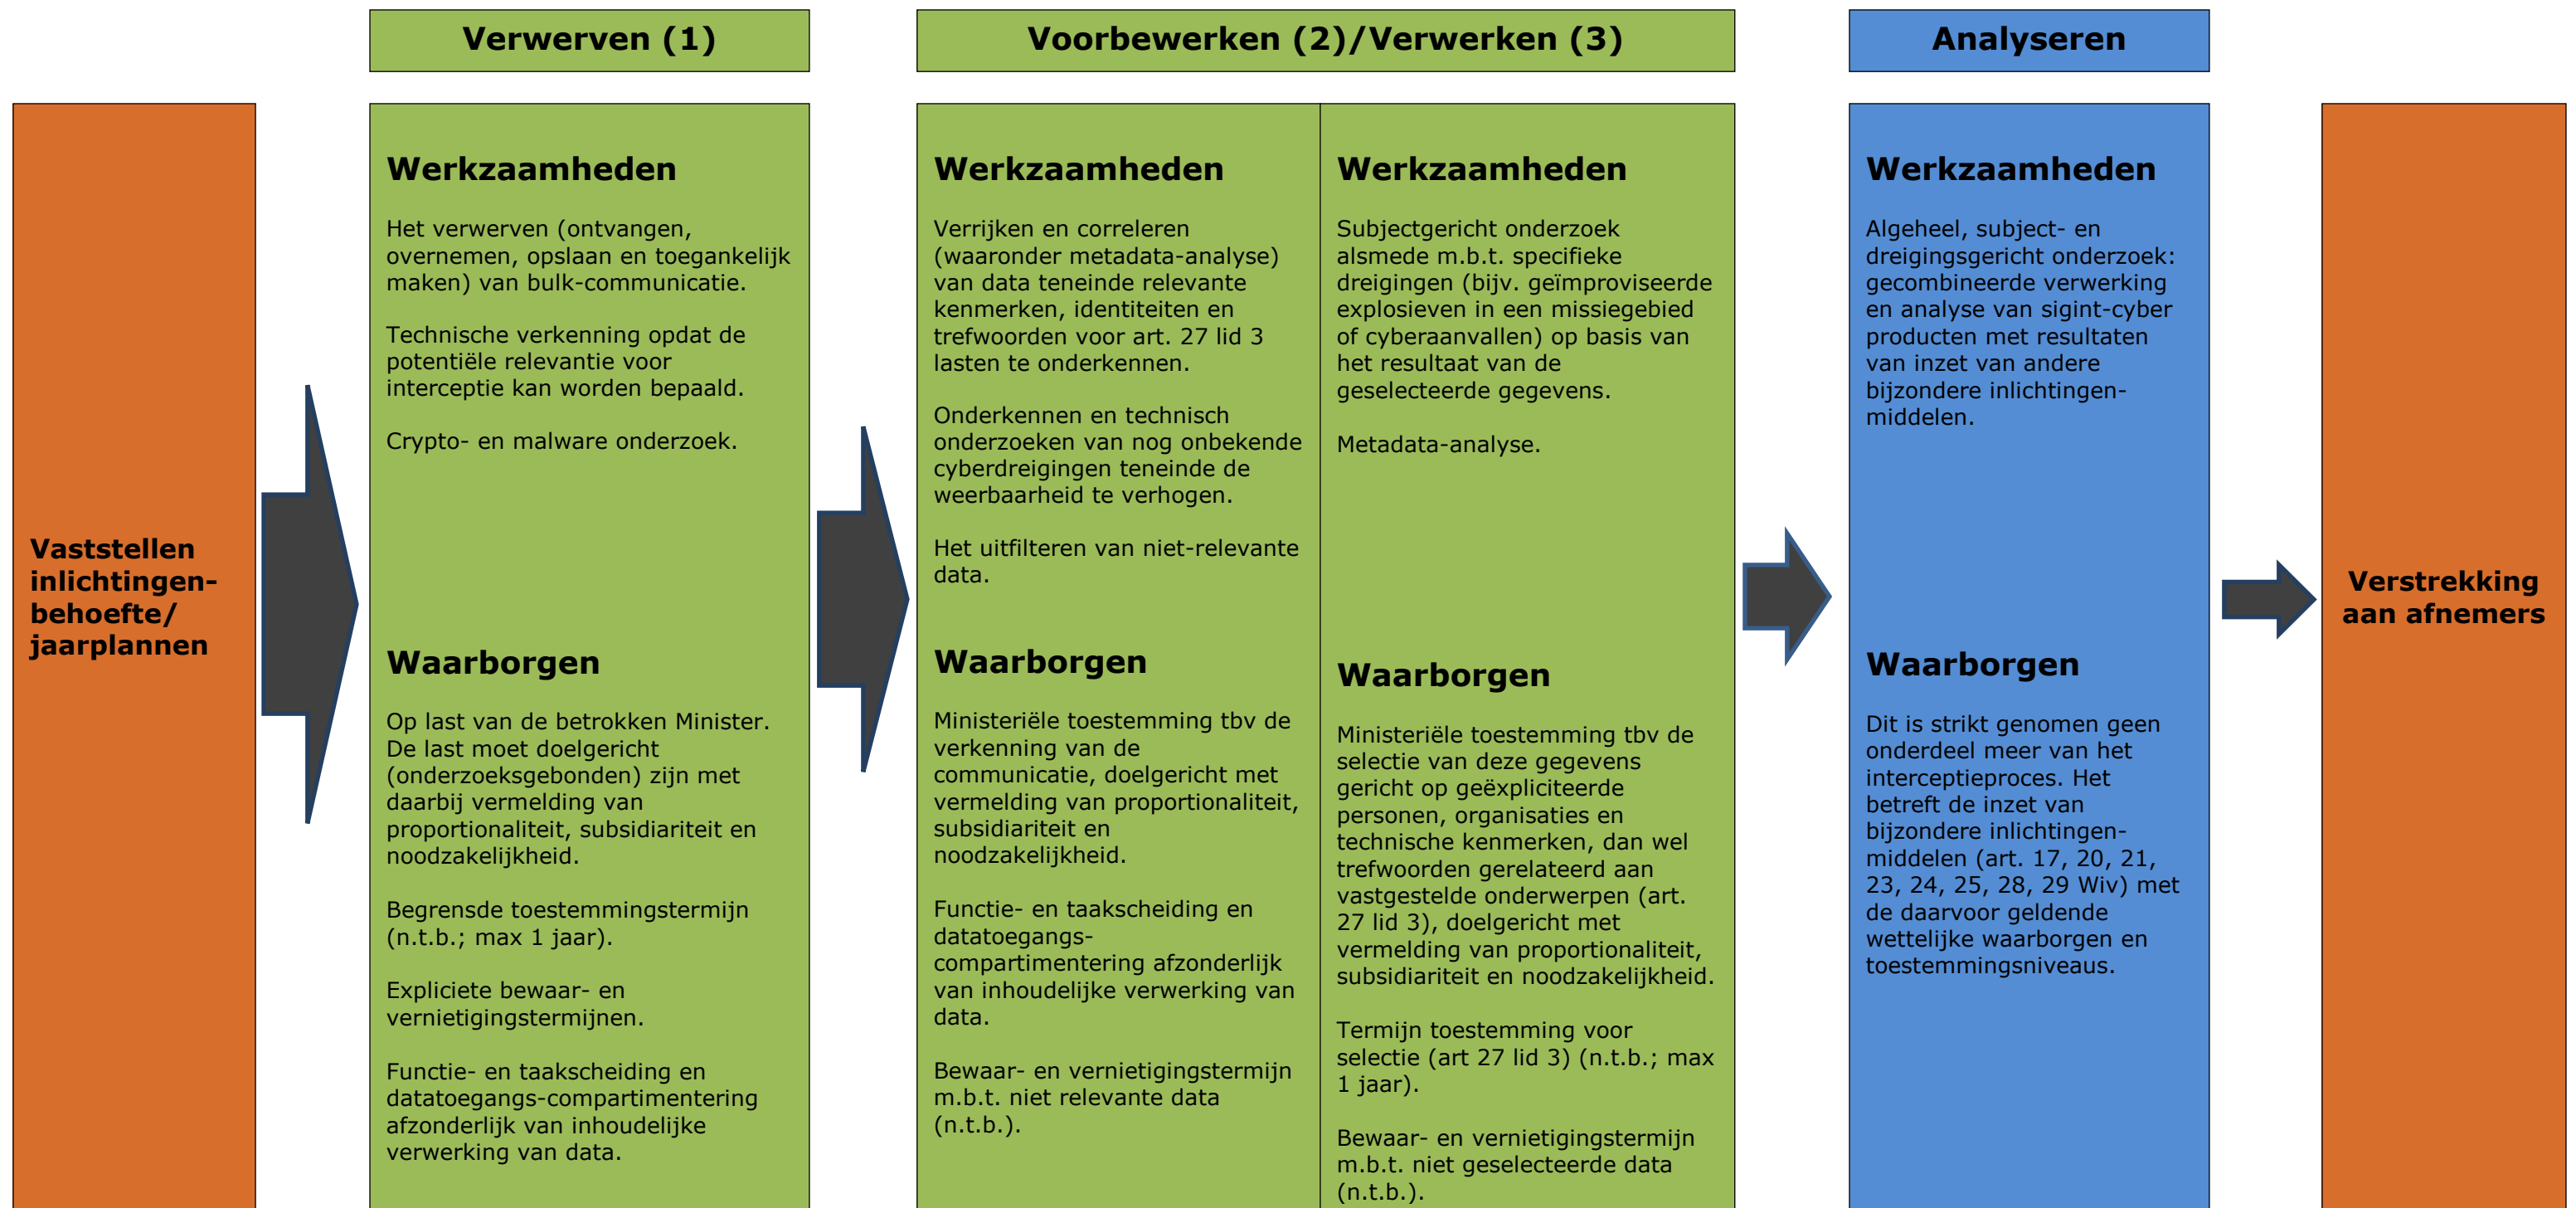 Verwerven (1)
Voorbewerken (2)/Verwerken (3)
Analyseren
Vaststellen
inlichtingen-
behoefte/
jaarplannen
Werkzaamheden
Het verwerven (ontvangen,
overnemen, opslaan en toegankelijk
maken) van bulk-communicatie.
Technische verkenning opdat de
potentiële relevantie voor
interceptie kan worden bepaald.
Crypto- en malware onderzoek.
Waarborgen
Op last van de betrokken Minister.
De last moet doelgericht
(onderzoeksgebonden) zijn met
daarbij vermelding van
proportionaliteit, subsidiariteit en
noodzakelijkheid.
Begrensde toestemmingstermijn
(n.t.b.; max 1 jaar).
Expliciete bewaar- en
vernietigingstermijnen.
Functie- en taakscheiding en
datatoegangs-compartimentering
afzonderlijk van inhoudelijke
verwerking van data.
Werkzaamheden
Verrijken en correleren
(waaronder metadata-analyse)
van data teneinde relevante
kenmerken, identiteiten en
trefwoorden voor art. 27 lid 3
lasten te onderkennen.
Onderkennen en technisch
onderzoeken van nog onbekende
cyberdreigingen teneinde de
weerbaarheid te verhogen.
Het uitfilteren van niet-relevante
data.
Waarborgen
Ministeriële toestemming tbv de
verkenning van de
communicatie, doelgericht met
vermelding van proportionaliteit,
subsidiariteit en
noodzakelijkheid.
Functie- en taakscheiding en
datatoegangs-
compartimentering afzonderlijk
van inhoudelijke verwerking van
data.
Bewaar- en vernietigingstermijn
m.b.t. niet relevante data
(n.t.b.).
Werkzaamheden
Subjectgericht onderzoek
alsmede m.b.t. specifieke
dreigingen (bijv. geïmproviseerde
explosieven in een missiegebied
of cyberaanvallen) op basis van
het resultaat van de
geselecteerde gegevens.
Metadata-analyse.
Waarborgen
Ministeriële toestemming tbv de
selectie van deze gegevens
gericht op geëxpliciteerde
personen, organisaties en
technische kenmerken, dan wel
trefwoorden gerelateerd aan
vastgestelde onderwerpen (art.
27 lid 3), doelgericht met
vermelding van proportionaliteit,
subsidiariteit en noodzakelijkheid.
Termijn toestemming voor
selectie (art 27 lid 3) (n.t.b.; max
1 jaar).
Bewaar- en vernietigingstermijn
m.b.t. niet geselecteerde data
(n.t.b.).
Werkzaamheden
Algeheel, subject- en
dreigingsgericht onderzoek:
gecombineerde verwerking
en analyse van sigint-cyber
producten met resultaten
van inzet van andere
bijzondere inlichtingen-
middelen.
Waarborgen
Dit is strikt genomen geen
onderdeel meer van het
interceptieproces. Het
betreft de inzet van
bijzondere inlichtingen-
middelen (art. 17, 20, 21,
23, 24, 25, 28, 29 Wiv) met
de daarvoor geldende
wettelijke waarborgen en
toestemmingsniveaus.
Verstrekking
aan afnemers